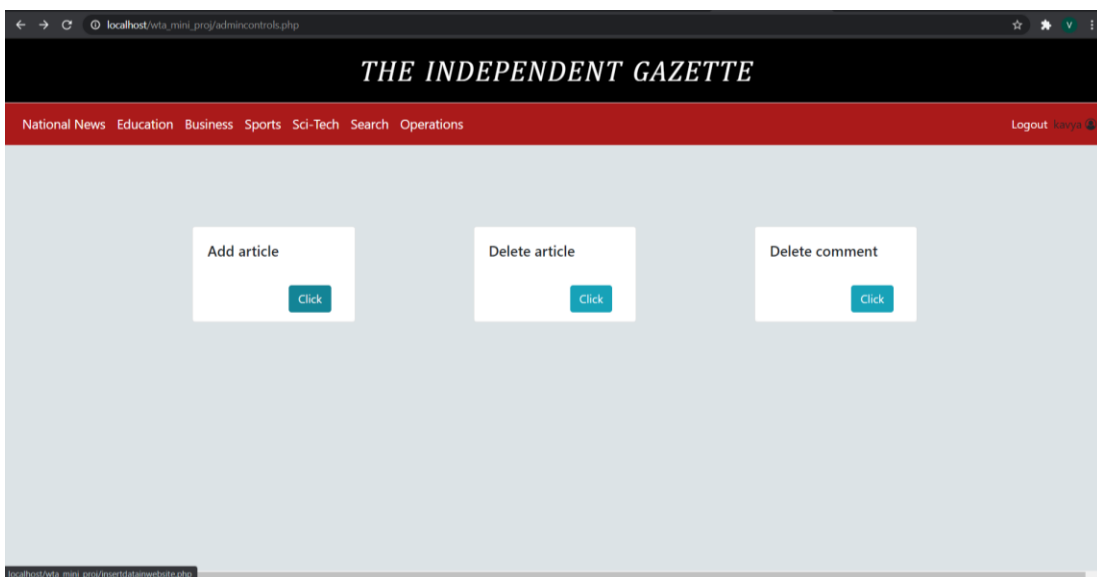 localhost/wta_mini_proj/admincontrols.php
V
THE INDEPENDENT GAZETTE
National News Education Business Sports Sci-Tech Search Operations Logout kavya
Add article Delete article Delete comment
Click Click Click
localhost/wta_mini_proj/insertdatainwebsite.php